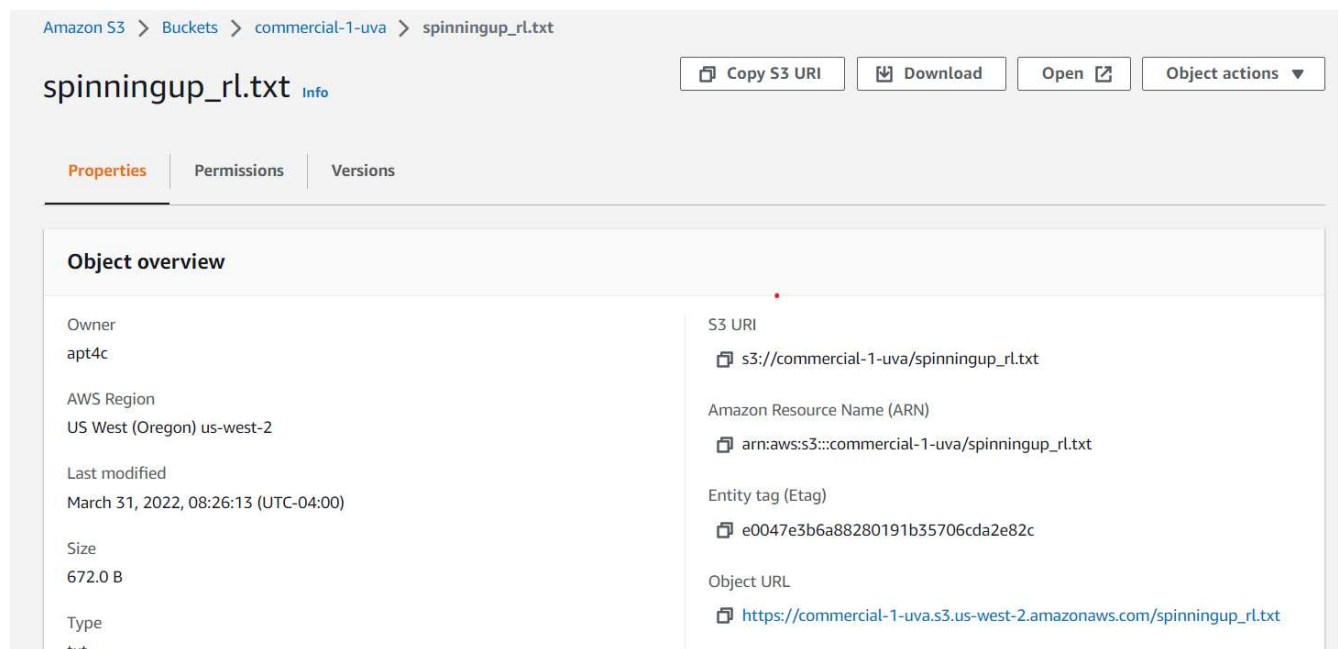 Amazon S3 > Buckets > commercial-1-uva > spinningup_rl.txt
spinningup_rl.txt Info
Copy S3 URI Download Open Object actions
Properties Permissions Versions
Object overview
Owner
apt4c
AWS Region
US West (Oregon) us-west-2
Last modified
March 31, 2022, 08:26:13 (UTC-04:00)
Size
672.0 B
Type
S3 URI
s3://commercial-1-uva/spinningup_rl.txt
Amazon Resource Name (ARN)
arn:aws:s3:::commercial-1-uva/spinningup_rl.txt
Entity tag (Etag)
e0047e3b6a88280191b35706cda2e82c
Object URL
https://commercial-1-uva.s3.us-west-2.amazonaws.com/spinningup_rl.txt